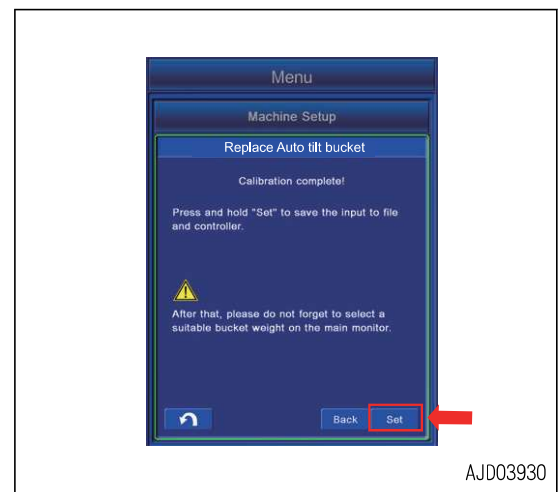 Menu
Machine Setup
Replace Auto tilt bucket
Calibration complete!
Press and hold "Set" to save the input to file
and controller.
After that, please do not forget to select a
suitable bucket weight on the main monitor.
Back Set
AJD03930